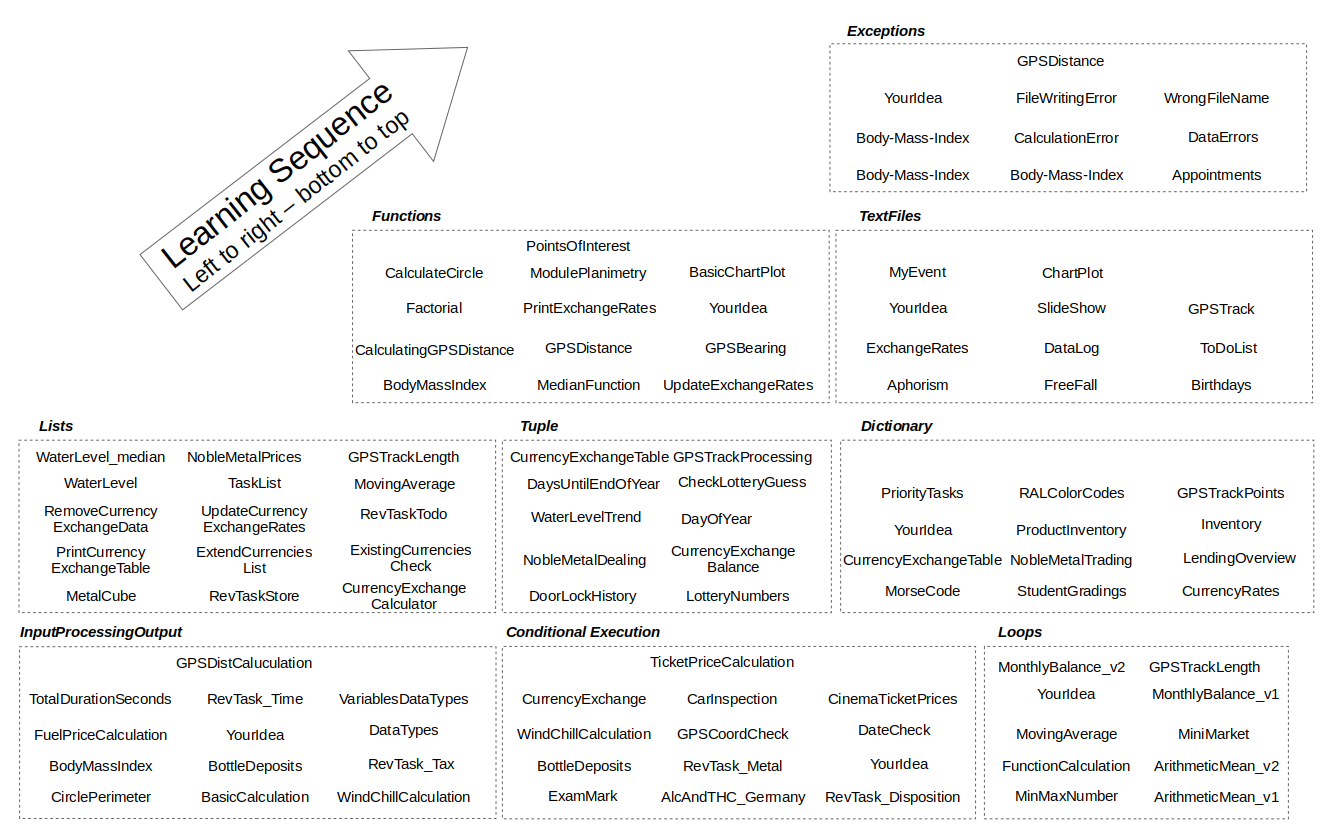 Exceptions
GPSDistance
YourIdea FileWritingError WrongFileName
Body-Mass-Index CalculationError DataErrors
Body-Mass-Index Body-Mass-Index Appointments
Learning Sequence
Left to right – bottom to top
Functions
PointsOfInterest
CalculateCircle ModulePlanimetry BasicChartPlot
Factorial PrintExchangeRates YourIdea
CalculatingGPSDistance GPSDistance GPSBearing
BodyMassIndex MedianFunction UpdateExchangeRates
TextFiles
MyEvent ChartPlot
YourIdea SlideShow GPSTrack
ExchangeRates DataLog ToDoList
Aphorism FreeFall Birthdays
Lists
WaterLevel_median NobleMetalPrices GPSTrackLength
WaterLevel TaskList MovingAverage
RemoveCurrency
ExchangeData
UpdateCurrency
ExchangeRates
RevTaskTodo
PrintCurrency
ExchangeTable
ExtendCurrencies
List
ExistingCurrencies
Check
MetalCube RevTaskStore
CurrencyExchange
Calculator
Tuple
CurrencyExchangeTable GPSTrackProcessing
DaysUntilEndOfYear CheckLotteryGuess
WaterLevelTrend DayOfYear
NobleMetalDealing
CurrencyExchange
Balance
DoorLockHistory LotteryNumbers
Dictionary
PriorityTasks RALColorCodes GPSTrackPoints
YourIdea ProductInventory Inventory
CurrencyExchangeTable NobleMetalTrading LendingOverview
MorseCode StudentGradings CurrencyRates
InputProcessingOutput
GPSDistCaluculation
TotalDurationSeconds RevTask_Time VariablesDataTypes
FuelPriceCalculation YourIdea DataTypes
BodyMassIndex BottleDeposits RevTask_Tax
CirclePerimeter BasicCalculation WindChillCalculation
Conditional Execution
TicketPriceCalculation
CurrencyExchange CarInspection CinemaTicketPrices
WindChillCalculation GPSCoordCheck DateCheck
BottleDeposits RevTask_Metal YourIdea
ExamMark AlcAndTHC_Germany RevTask_Disposition
Loops
MonthlyBalance_v2 GPSTrackLength
YourIdea MonthlyBalance_v1
MovingAverage MiniMarket
FunctionCalculation ArithmeticMean_v2
MinMaxNumber ArithmeticMean_v1